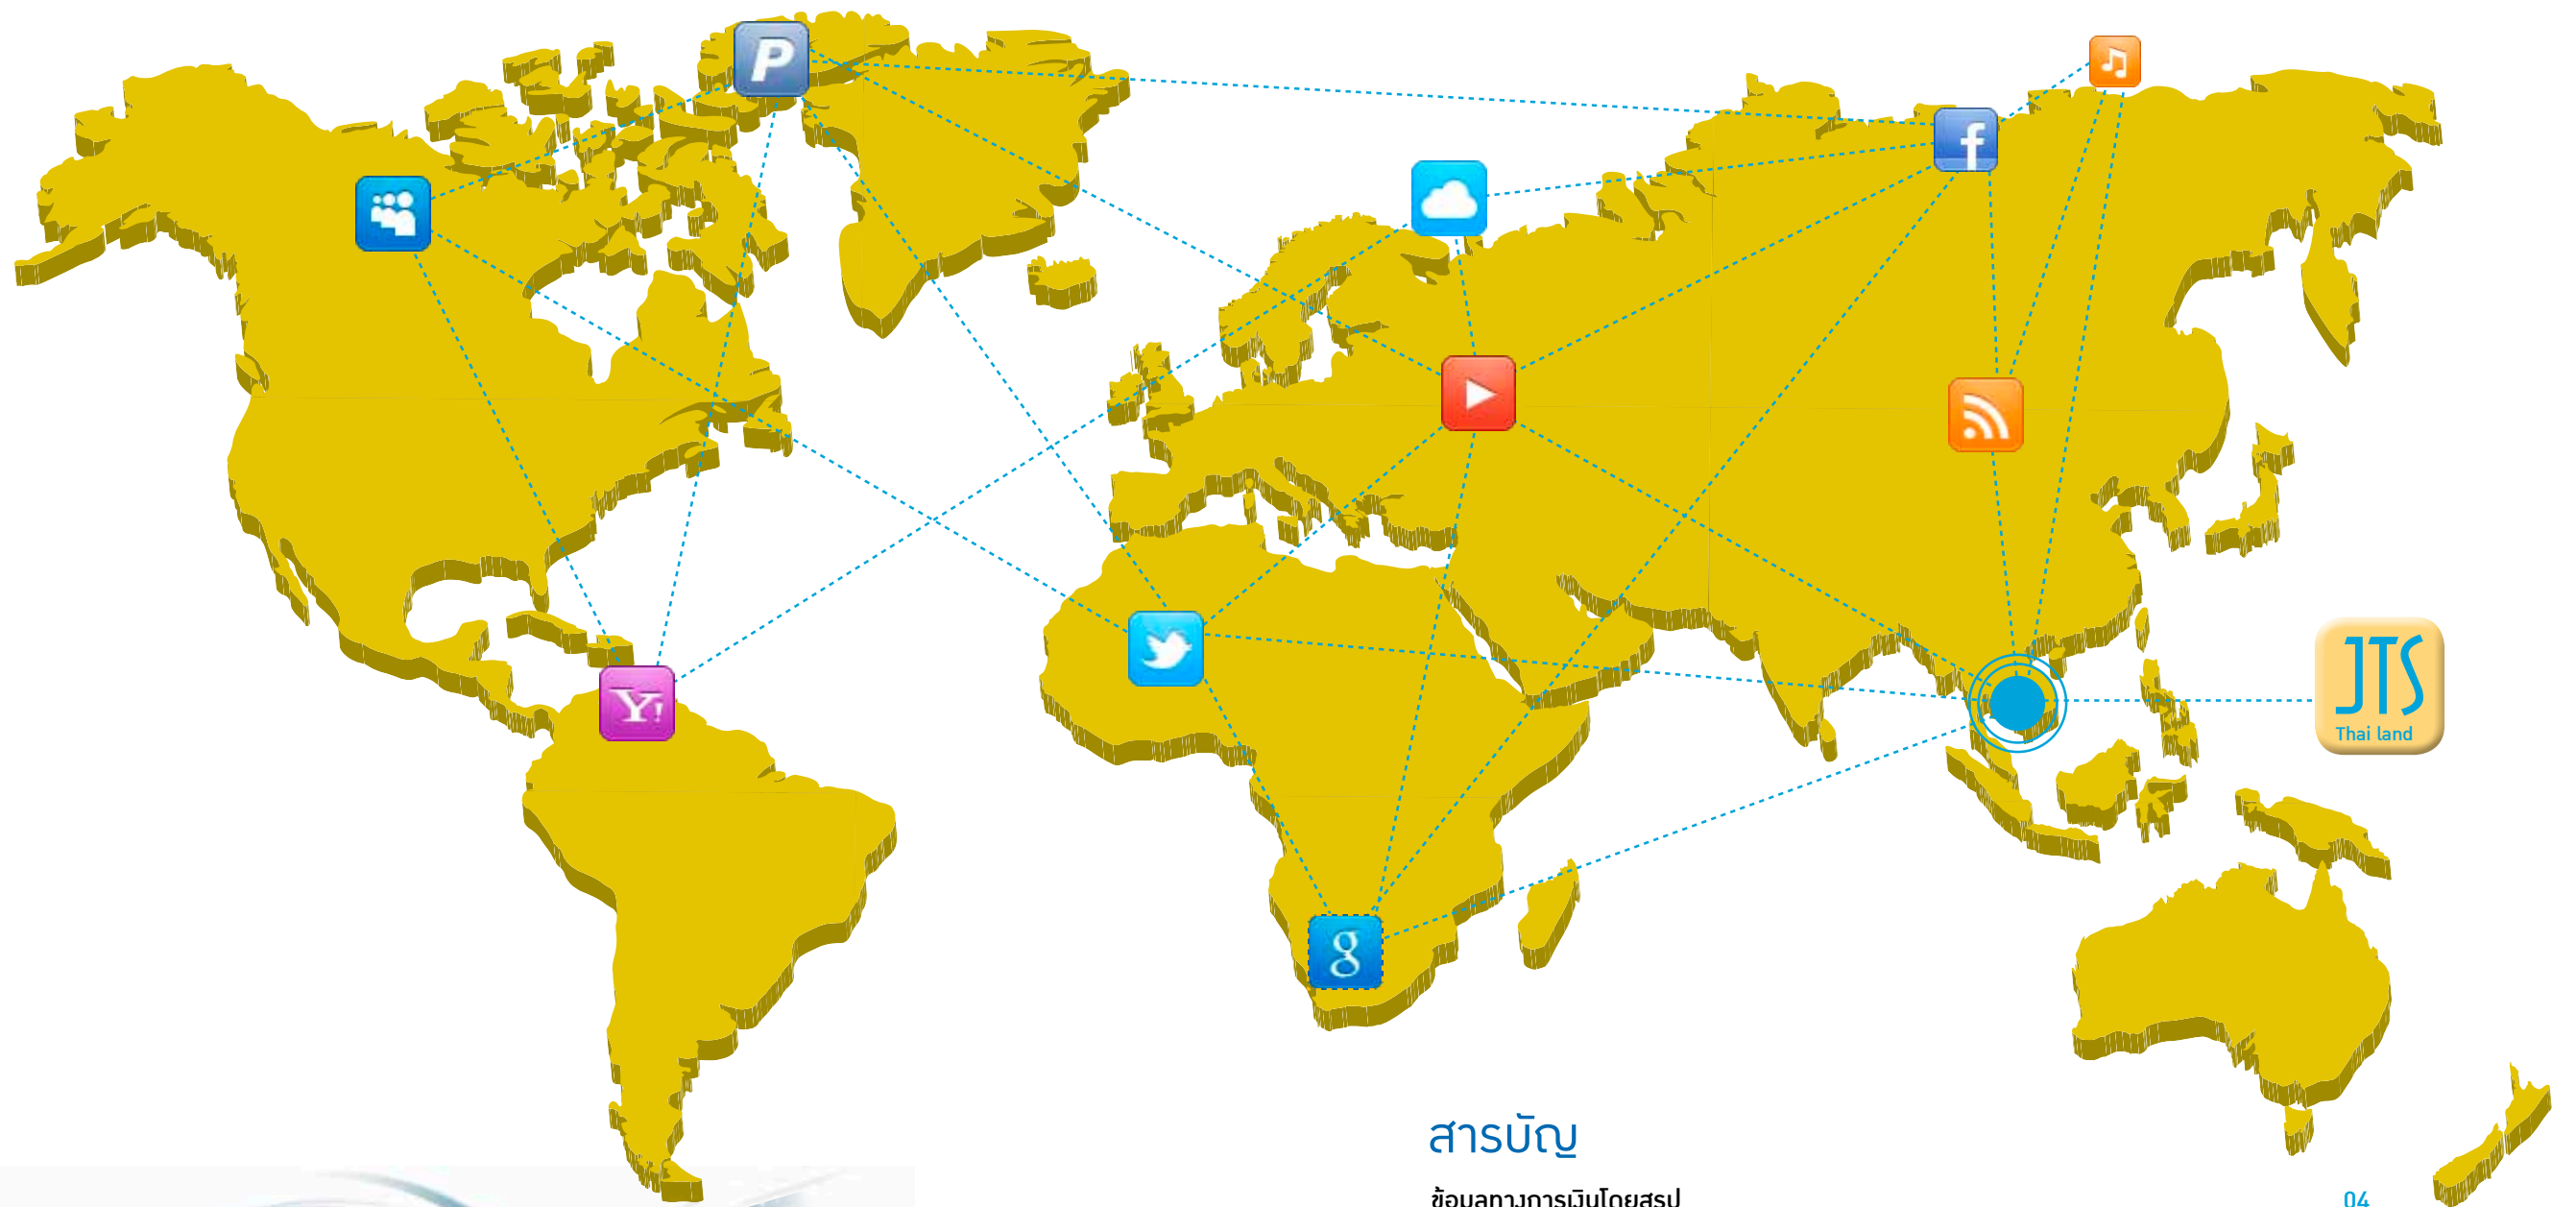 P
f
Y!
g
JTS
Thai land
สารบัญ
ข้อมูลทางการเงินโดยสรุป 04